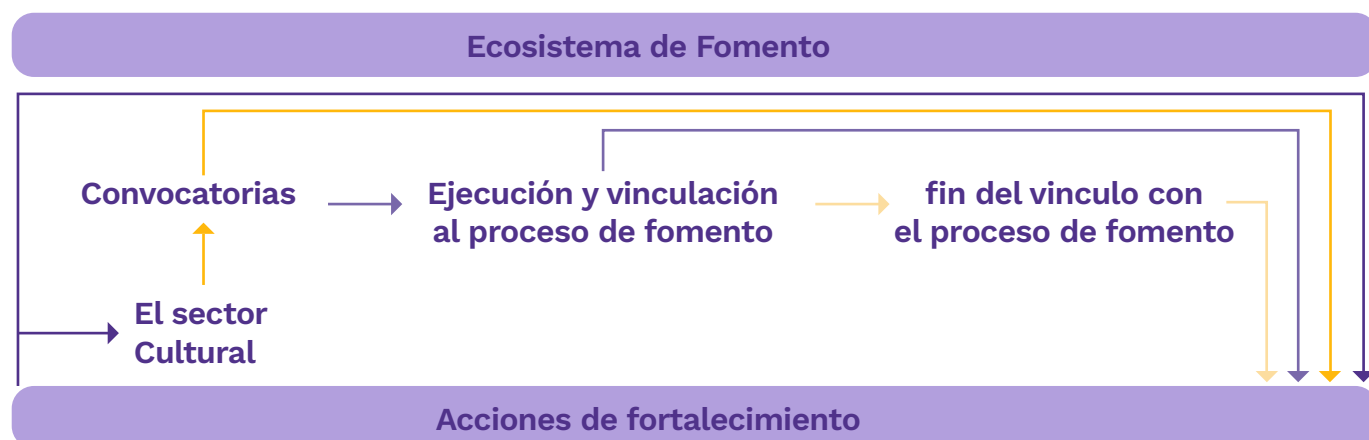 Ecosistema de Fomento
Convocatorias
Ejecución y vinculación
al proceso de fomento
fin del vinculo con
el proceso de fomento
El sector
Cultural
Acciones de fortalecimiento